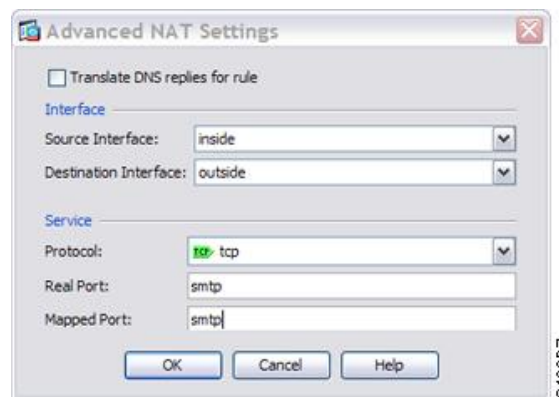 Advanced NAT Settings
Translate DNS replies for rule
Interface
Source Interface: inside
Destination Interface: outside
Service
Protocol: TCP tcp
Real Port: smtp
Mapped Port: smtp
OK Cancel Help